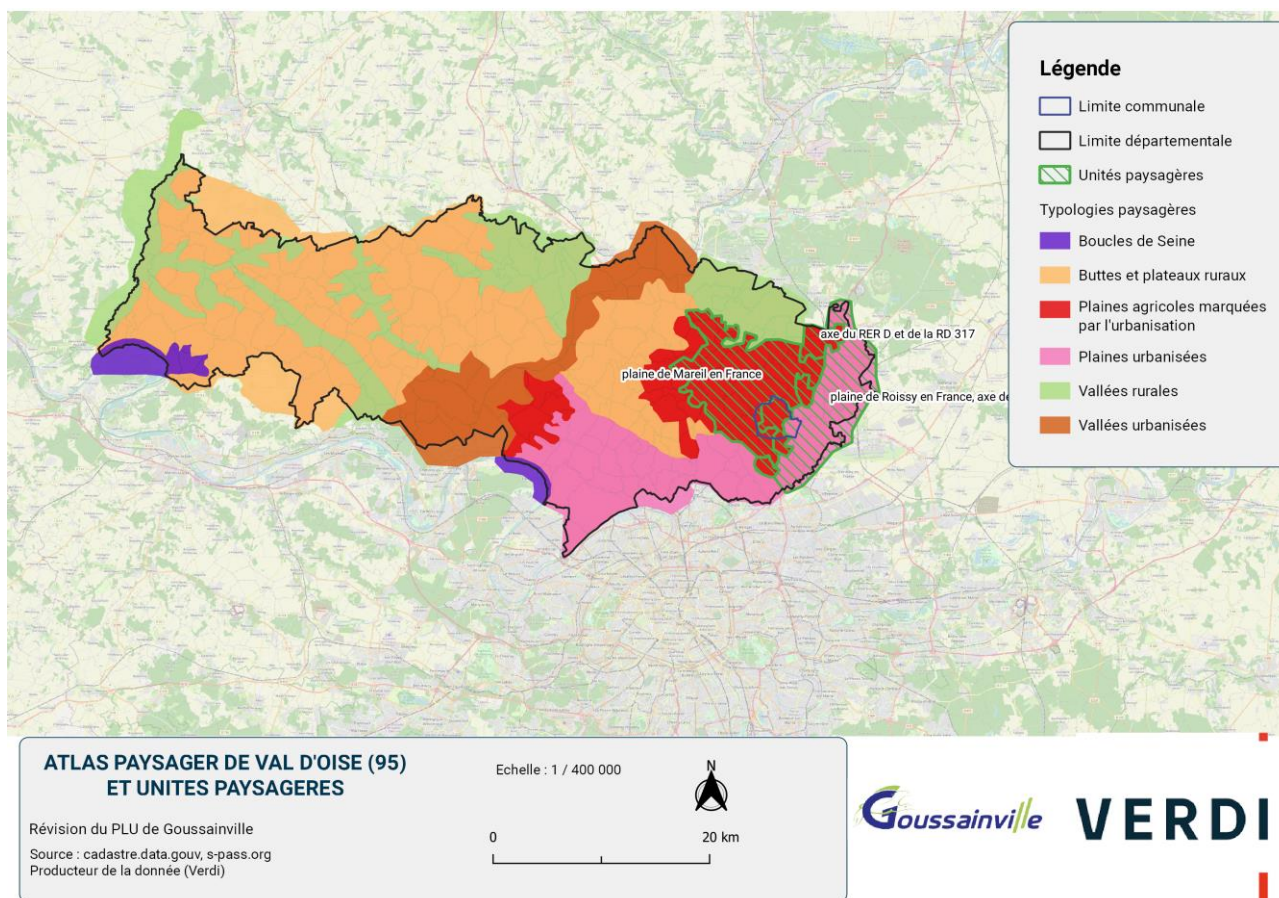 Légende
Limite communale
Limite départementale
Unités paysagères
Typologies paysagères
Boucles de Seine
Buttes et plateaux ruraux
Plaines agricoles marquées
par l'urbanisation
Plaines urbanisées
Vallées rurales
Vallées urbanisées
axe du RER D et de la RD 317
plaine de Mareil en France
plaine de Roissy en France, axe de
ATLAS PAYSAGER DE VAL D'OISE (95)
ET UNITES PAYSAGERES
Révision du PLU de Goussainville
Source : cadastre.data.gouv, s-pass.org
Producteur de la donnée (Verdi)
Echelle : 1 / 400 000
N
0
20 km
Goussainville
VERDI